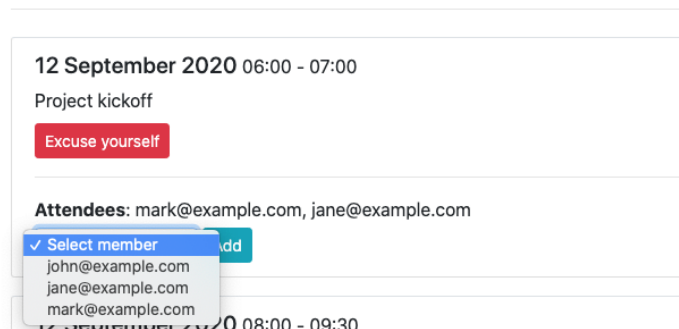 12 September 2020 06:00 - 07:00
Project kickoff
Excuse yourself
Attendees: mark@example.com, jane@example.com
✓ Select member
john@example.com
jane@example.com
mark@example.com
12 September 2020 08:00 - 09:30